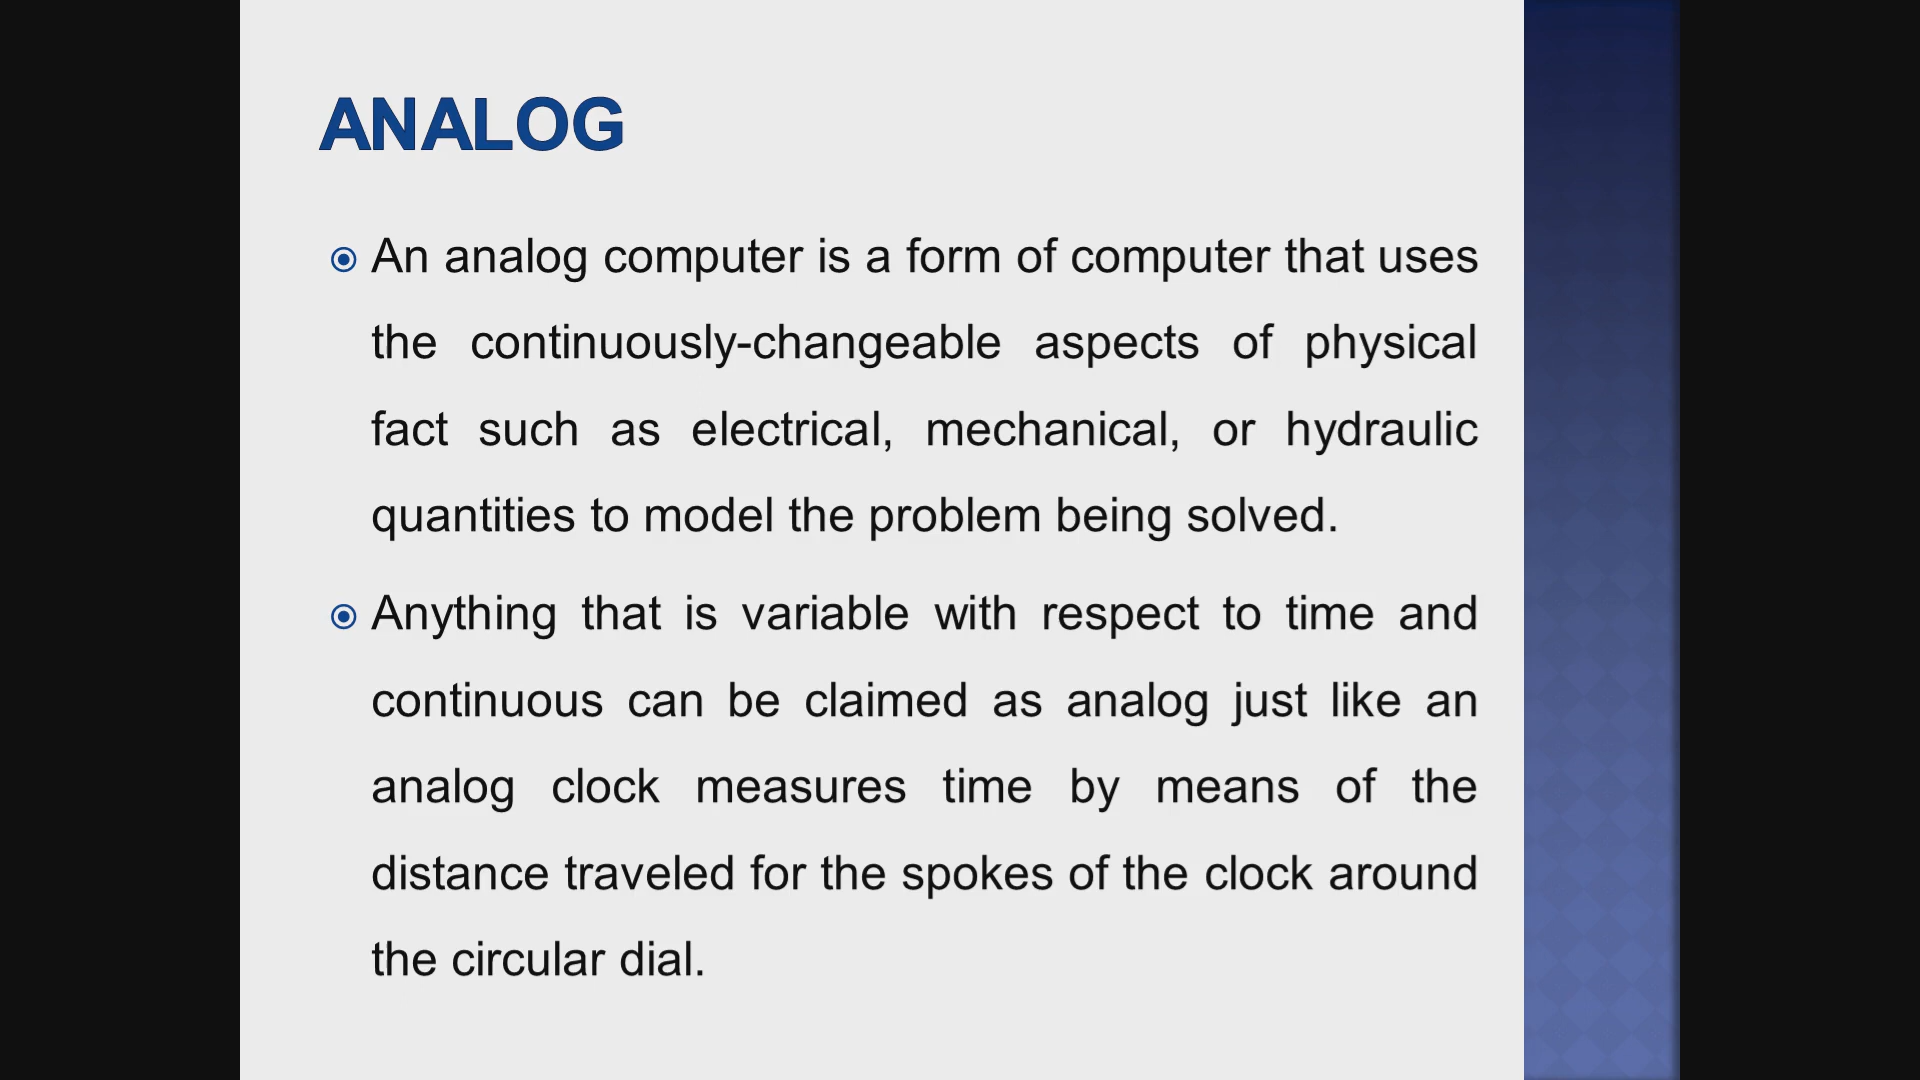 ANALOG
An analog computer is a form of computer that uses
the continuously-changeable aspects of physical
fact such as electrical, mechanical, or hydraulic
quantities to model the problem being solved.
Anything that is variable with respect to time and
continuous can be claimed as analog just like an
analog clock measures time by means of the
distance traveled for the spokes of the clock around
the circular dial.